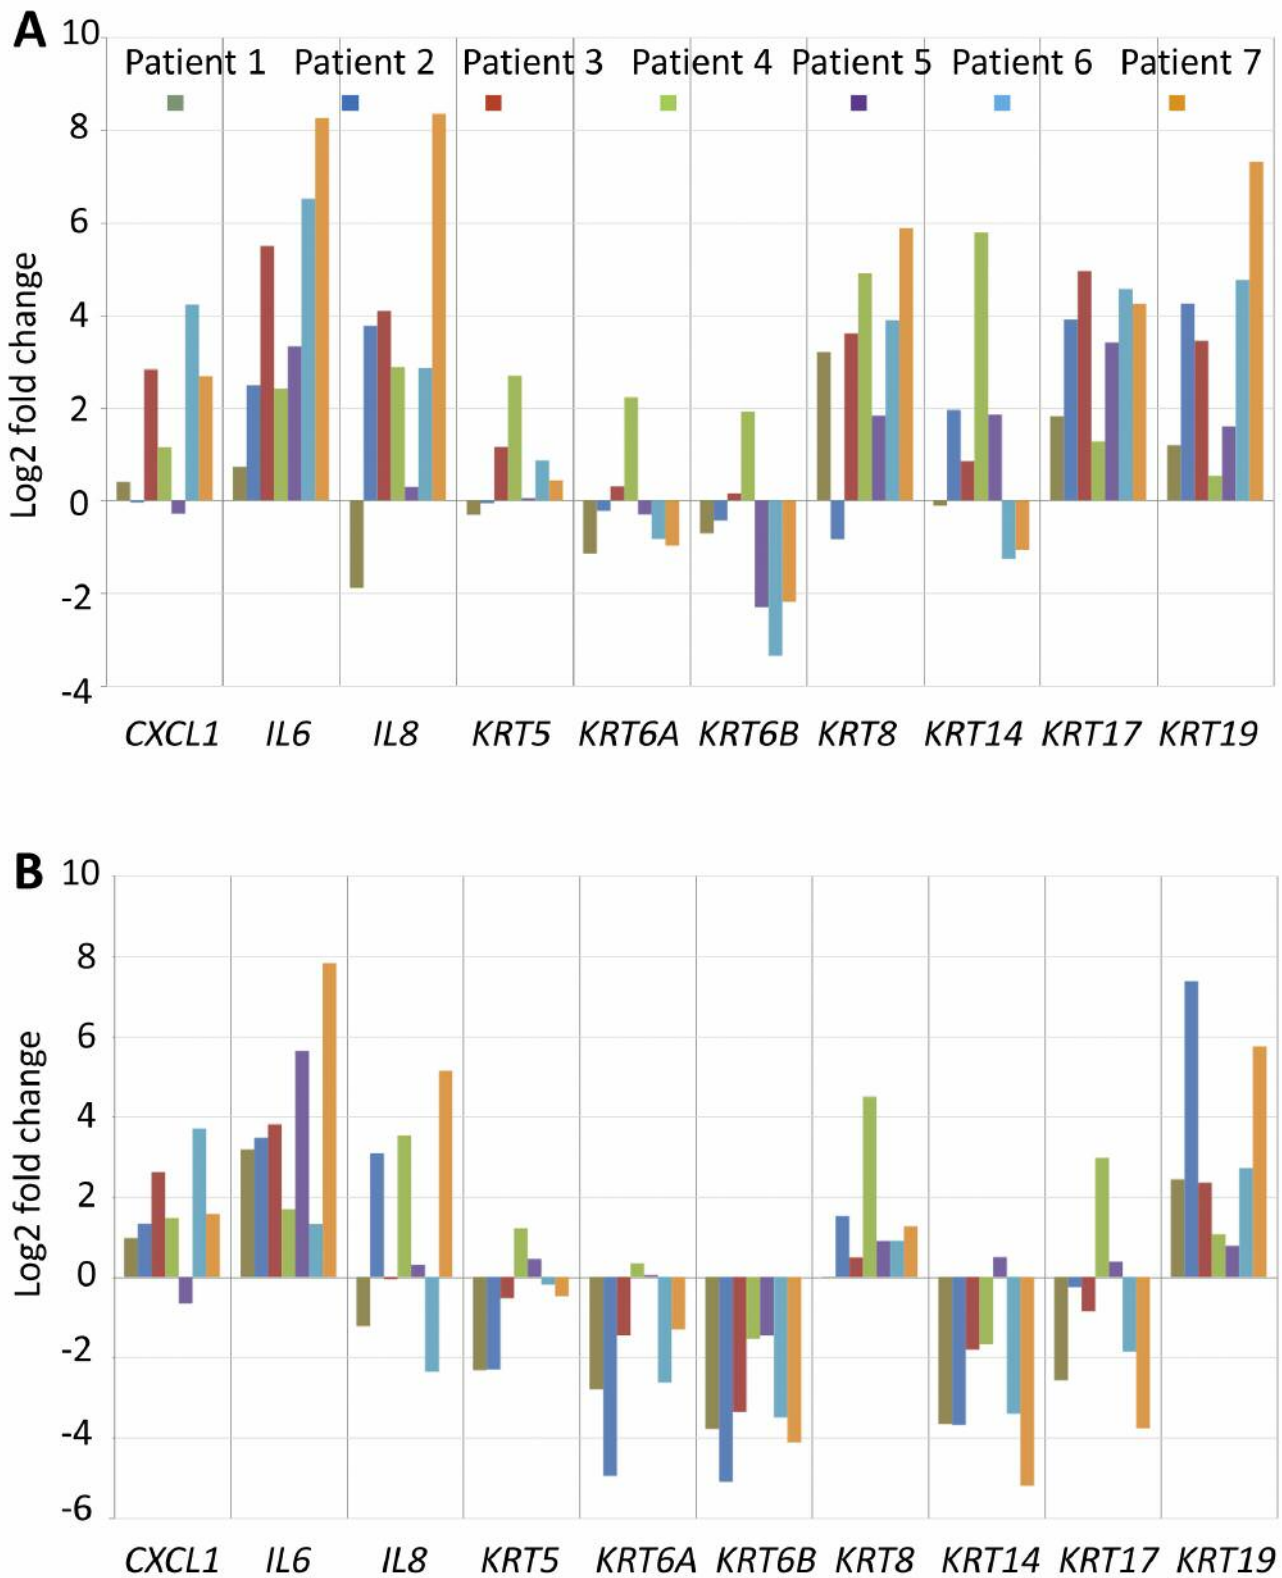 A
10
Patient 1 Patient 2 Patient 3 Patient 4 Patient 5 Patient 6 Patient 7
8
6
4
2
0
-2
-4
Log2 fold change
CXCL1 IL6 IL8 KRT5 KRT6A KRT6B KRT8 KRT14 KRT17 KRT19
B
10
8
6
4
2
0
-2
-4
-6
Log2 fold change
CXCL1 IL6 IL8 KRT5 KRT6A KRT6B KRT8 KRT14 KRT17 KRT19